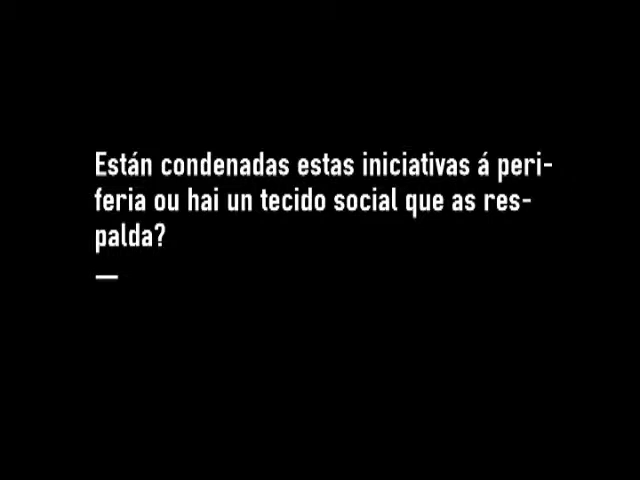 Están condenadas estas iniciativas á peri-
feria ou hai un tecido social que as res-
palda?